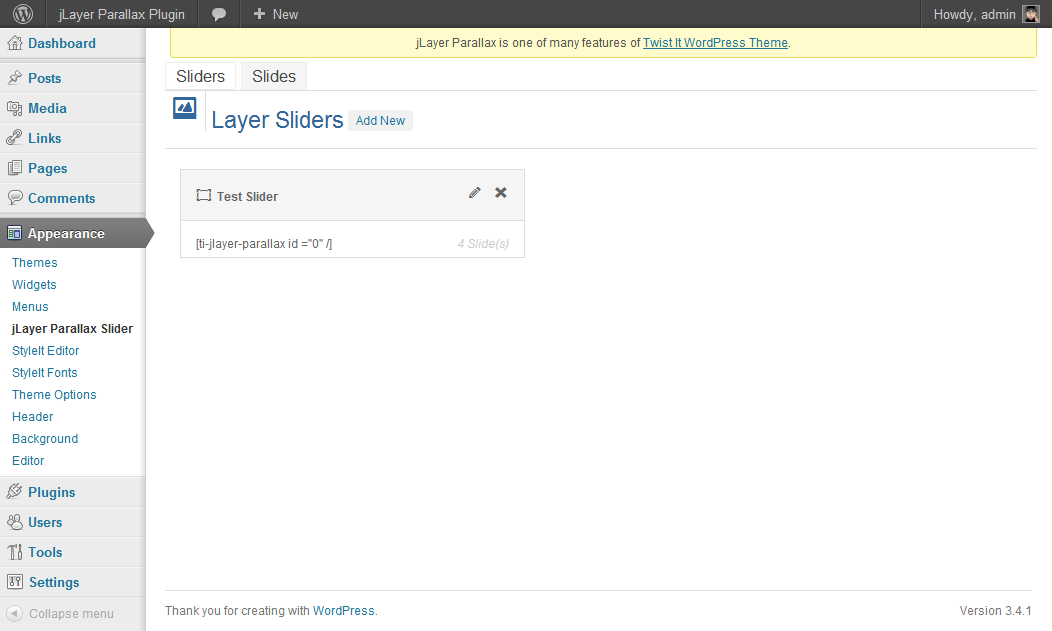 jLayer Parallax Plugin
New
Howdy, admin
Dashboard
Posts
Media
Links
Pages
Comments
Appearance
Themes
Widgets
Menus
jLayer Parallax Slider
StyleIt Editor
StyleIt Fonts
Theme Options
Header
Background
Editor
Plugins
Users
Tools
Settings
Collapse menu
jLayer Parallax is one of many features of Twist It WordPress Theme.
Sliders Slides
Layer Sliders Add New
Test Slider
[ti-jlayer-parallax id ="0" /] 4 Slide(s)
Thank you for creating with WordPress. Version 3.4.1